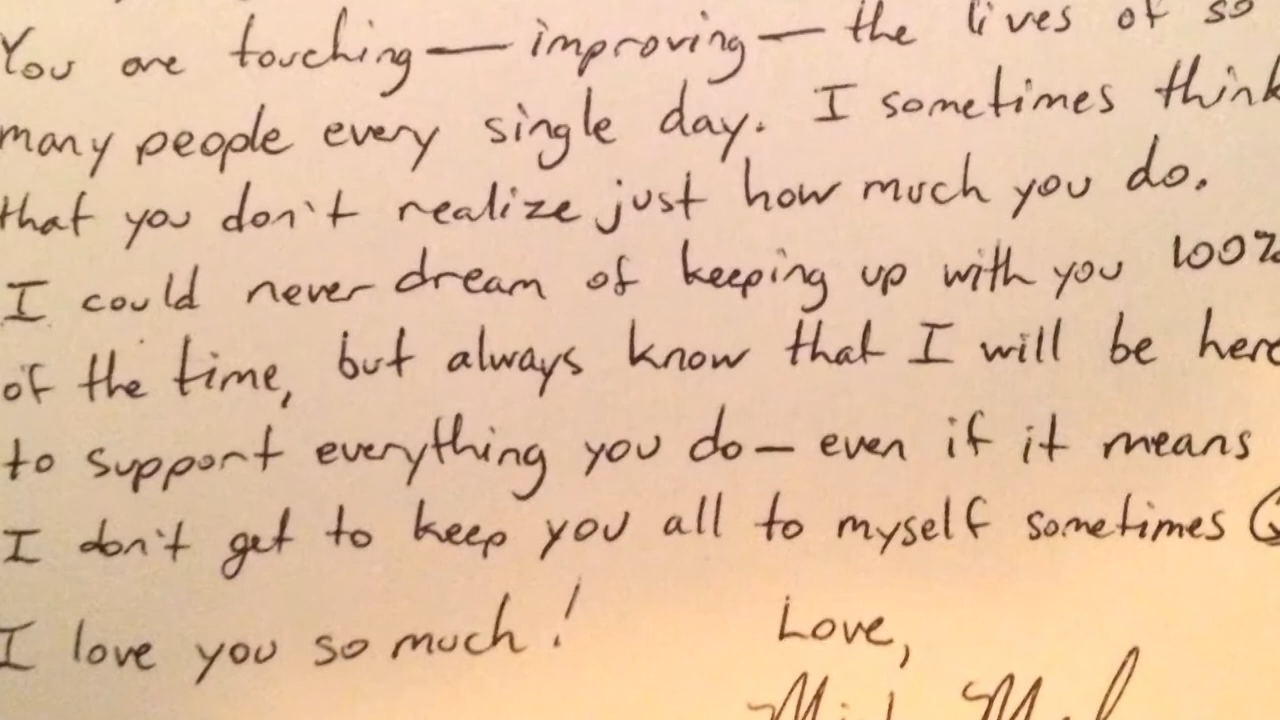 You are touching — improving — the lives of so
many people every single day. I sometimes think
that you don't realize just how much you do.
I could never dream of keeping up with you 100%
of the time, but always know that I will be here
to support everything you do — even if it means
I don't get to keep you all to myself sometimes
I love you so much!
Love,